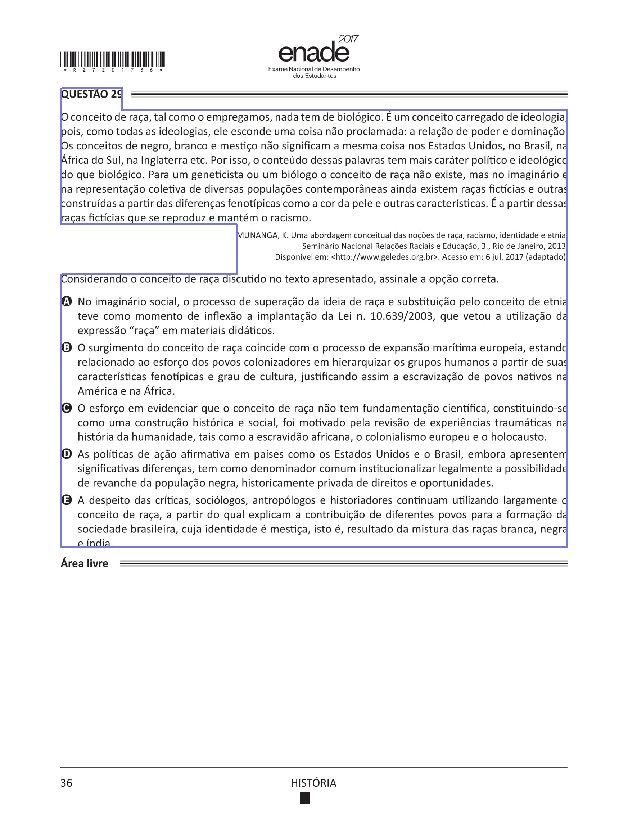 2017
enade
Exame Nacional de Desempenho
dos Estudantes
*R2720175 6*
QUESTÃO 29
O conceito de raça, tal como o empregamos, nada tem de biológico. É um conceito carregado de ideologia,
pois, como todas as ideologias, ele esconde uma coisa não proclamada: a relação de poder e dominação.
Os conceitos de negro, branco e mestiço não significam a mesma coisa nos Estados Unidos, no Brasil, na
África do Sul, na Inglaterra etc. Por isso, o conteúdo dessas palavras tem mais caráter político e ideológico
do que biológico. Para um geneticista ou um biólogo o conceito de raça não existe, mas no imaginário e
na representação coletiva de diversas populações contemporâneas ainda existem raças fictícias e outras
construídas a partir das diferenças fenotípicas como a cor da pele e outras características. É a partir dessas
raças fictícias que se reproduz e mantém o racismo.
MUNANGA, K. Uma abordagem conceitual das noções de raça, racismo, identidade e etnia.
Seminário Nacional Relações Raciais e Educação, 3., Rio de Janeiro, 2013.
Disponível em: <http://www.geledes.org.br>. Acesso em: 6 jul. 2017 (adaptado).
Considerando o conceito de raça discutido no texto apresentado, assinale a opção correta.
A No imaginário social, o processo de superação da ideia de raça e substituição pelo conceito de etnia
teve como momento de inflexão a implantação da Lei n. 10.639/2003, que vetou a utilização da
expressão "raça" em materiais didáticos.
B O surgimento do conceito de raça coincide com o processo de expansão marítima europeia, estando
relacionado ao esforço dos povos colonizadores em hierarquizar os grupos humanos a partir de suas
características fenotípicas e grau de cultura, justificando assim a escravização de povos nativos na
América e na África.
C O esforço em evidenciar que o conceito de raça não tem fundamentação científica, constituindo-se
como uma construção histórica e social, foi motivado pela revisão de experiências traumáticas na
história da humanidade, tais como a escravidão africana, o colonialismo europeu e o holocausto.
D As políticas de ação afirmativa em países como os Estados Unidos e o Brasil, embora apresentem
significativas diferenças, tem como denominador comum institucionalizar legalmente a possibilidade
de revanche da população negra, historicamente privada de direitos e oportunidades.
E A despeito das críticas, sociólogos, antropólogos e historiadores continuam utilizando largamente o
conceito de raça, a partir do qual explicam a contribuição de diferentes povos para a formação da
sociedade brasileira, cuja identidade é mestiça, isto é, resultado da mistura das raças branca, negra
e índia.
Área livre
36
HISTÓRIA